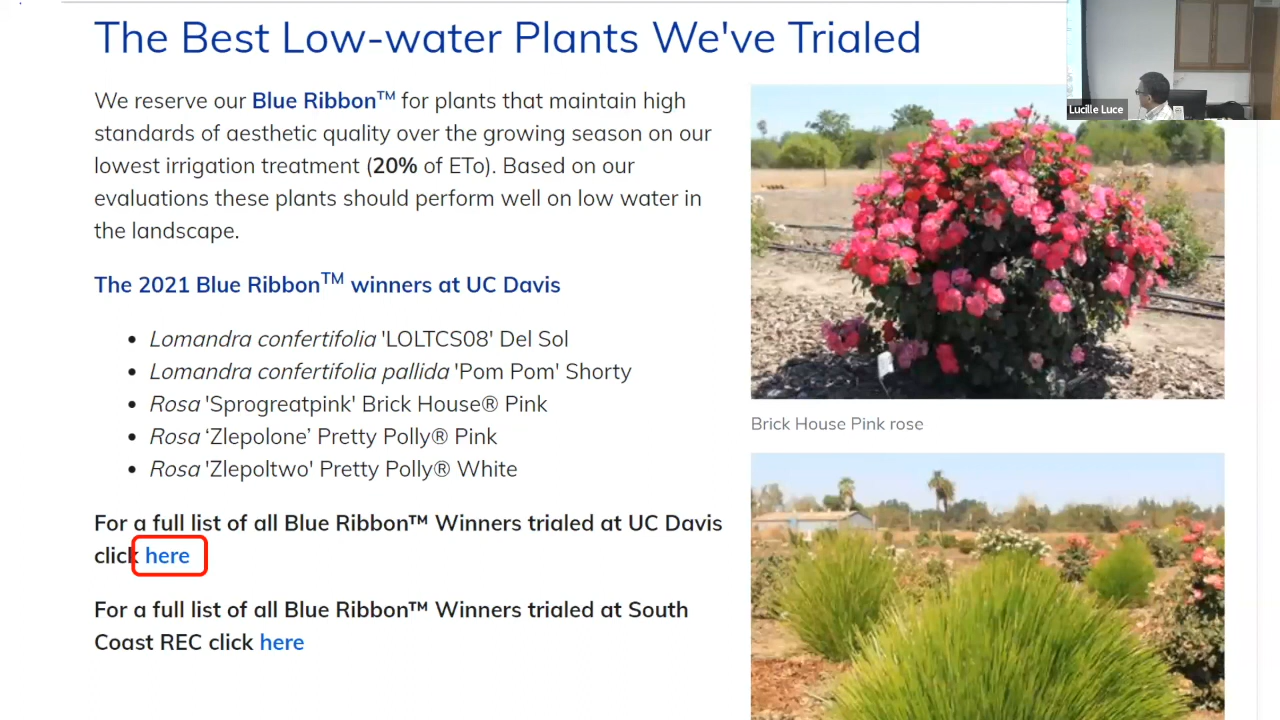 The Best Low-water Plants We've Trialed
Lucille Luce
We reserve our Blue Ribbon™ for plants that maintain high
standards of aesthetic quality over the growing season on our
lowest irrigation treatment (20% of ETo). Based on our
evaluations these plants should perform well on low water in
the landscape.
The 2021 Blue Ribbon™ winners at UC Davis
• Lomandra confertifolia 'LOLTCS08' Del Sol
• Lomandra confertifolia pallida 'Pom Pom' Shorty
• Rosa 'Sprogreatpink' Brick House® Pink
• Rosa ‘Zlepolone’ Pretty Polly® Pink
• Rosa 'Zlepoltwo' Pretty Polly® White
For a full list of all Blue Ribbon™ Winners trialed at UC Davis
click here
For a full list of all Blue Ribbon™ Winners trialed at South
Coast REC click here
Brick House Pink rose